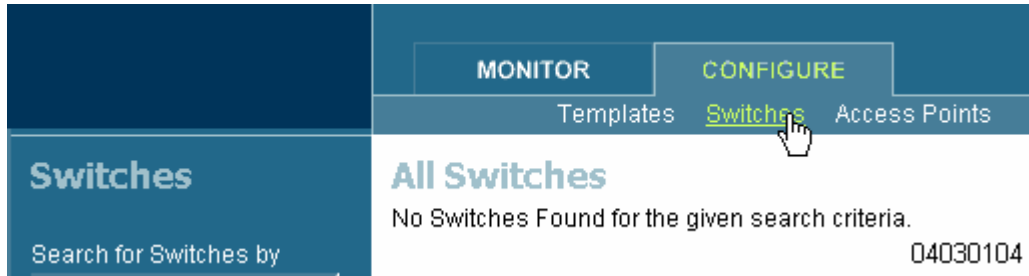 MONITOR CONFIGURE
Templates Switches Access Points
Switches
All Switches
No Switches Found for the given search criteria.
Search for Switches by
04030104